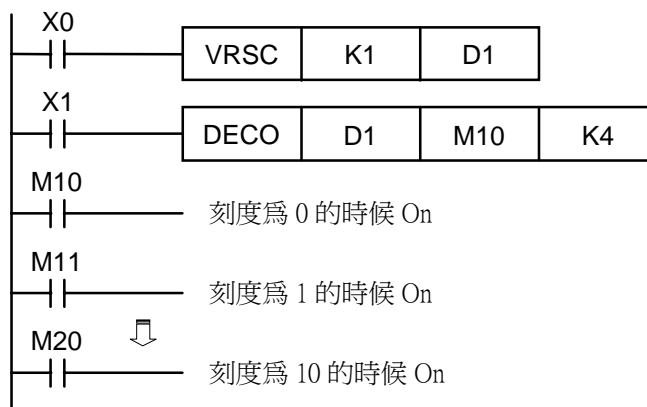 X0
VRSC K1 D1
X1
DECO D1 M10 K4
M10
刻度爲 0 的時候 On
M11
刻度爲 1 的時候 On
M20
刻度爲 10 的時候 On